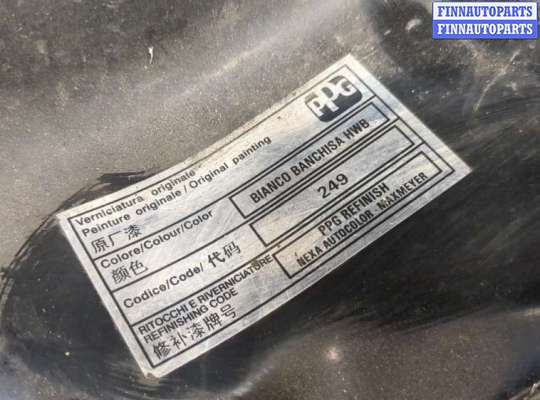 FINNAUTOPARTS
FINNAUTOPARTS
PPG
Verniciatura originale
Peinture originale/Original painting
原厂漆
Colore/Colour/Color
颜色
BIANCO BANCHISA HWB
Codice/Code/代码
249
RITOCCHI E RIVERNICIATURE
REFINISHING CODE
修补漆牌号
PPG REFINISH
NEXA AUTOCOLOR MAXMEYER